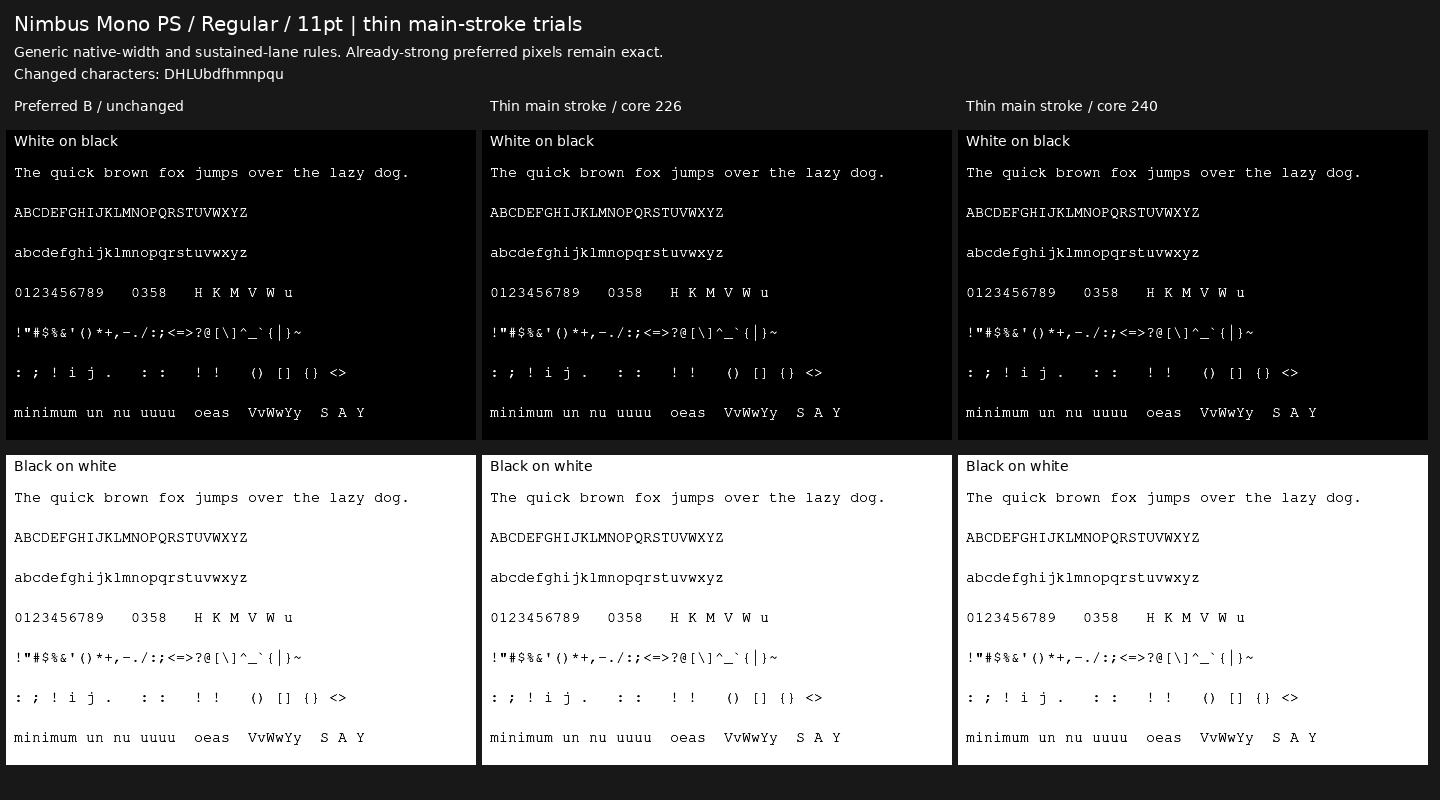 Nimbus Mono PS / Regular / 11pt | thin main-stroke trials
Generic native-width and sustained-lane rules. Already-strong preferred pixels remain exact.
Changed characters: DHLUbdfhmnpqu
Preferred B / unchanged
White on black
The quick brown fox jumps over the lazy dog.
ABCDEFGHIJKLMNOPQRSTUVWXYZ
abcdefghijklmnopqrstuvwxyz
0123456789   0358   H K M V W u
!"#$%&'()*+,-./:;<=>?@[\]^_`{|}~
: ; ! i j .   : :   ! !   () [] {} <>
minimum un nu uuuu  oeas  VvWwYy  S A Y
Black on white
The quick brown fox jumps over the lazy dog.
ABCDEFGHIJKLMNOPQRSTUVWXYZ
abcdefghijklmnopqrstuvwxyz
0123456789   0358   H K M V W u
!"#$%&'()*+,-./:;<=>?@[\]^_`{|}~
: ; ! i j .   : :   ! !   () [] {} <>
minimum un nu uuuu  oeas  VvWwYy  S A Y
Thin main stroke / core 226
White on black
The quick brown fox jumps over the lazy dog.
ABCDEFGHIJKLMNOPQRSTUVWXYZ
abcdefghijklmnopqrstuvwxyz
0123456789   0358   H K M V W u
!"#$%&'()*+,-./:;<=>?@[\]^_`{|}~
: ; ! i j .   : :   ! !   () [] {} <>
minimum un nu uuuu  oeas  VvWwYy  S A Y
Black on white
The quick brown fox jumps over the lazy dog.
ABCDEFGHIJKLMNOPQRSTUVWXYZ
abcdefghijklmnopqrstuvwxyz
0123456789   0358   H K M V W u
!"#$%&'()*+,-./:;<=>?@[\]^_`{|}~
: ; ! i j .   : :   ! !   () [] {} <>
minimum un nu uuuu  oeas  VvWwYy  S A Y
Thin main stroke / core 240
White on black
The quick brown fox jumps over the lazy dog.
ABCDEFGHIJKLMNOPQRSTUVWXYZ
abcdefghijklmnopqrstuvwxyz
0123456789   0358   H K M V W u
!"#$%&'()*+,-./:;<=>?@[\]^_`{|}~
: ; ! i j .   : :   ! !   () [] {} <>
minimum un nu uuuu  oeas  VvWwYy  S A Y
Black on white
The quick brown fox jumps over the lazy dog.
ABCDEFGHIJKLMNOPQRSTUVWXYZ
abcdefghijklmnopqrstuvwxyz
0123456789   0358   H K M V W u
!"#$%&'()*+,-./:;<=>?@[\]^_`{|}~
: ; ! i j .   : :   ! !   () [] {} <>
minimum un nu uuuu  oeas  VvWwYy  S A Y